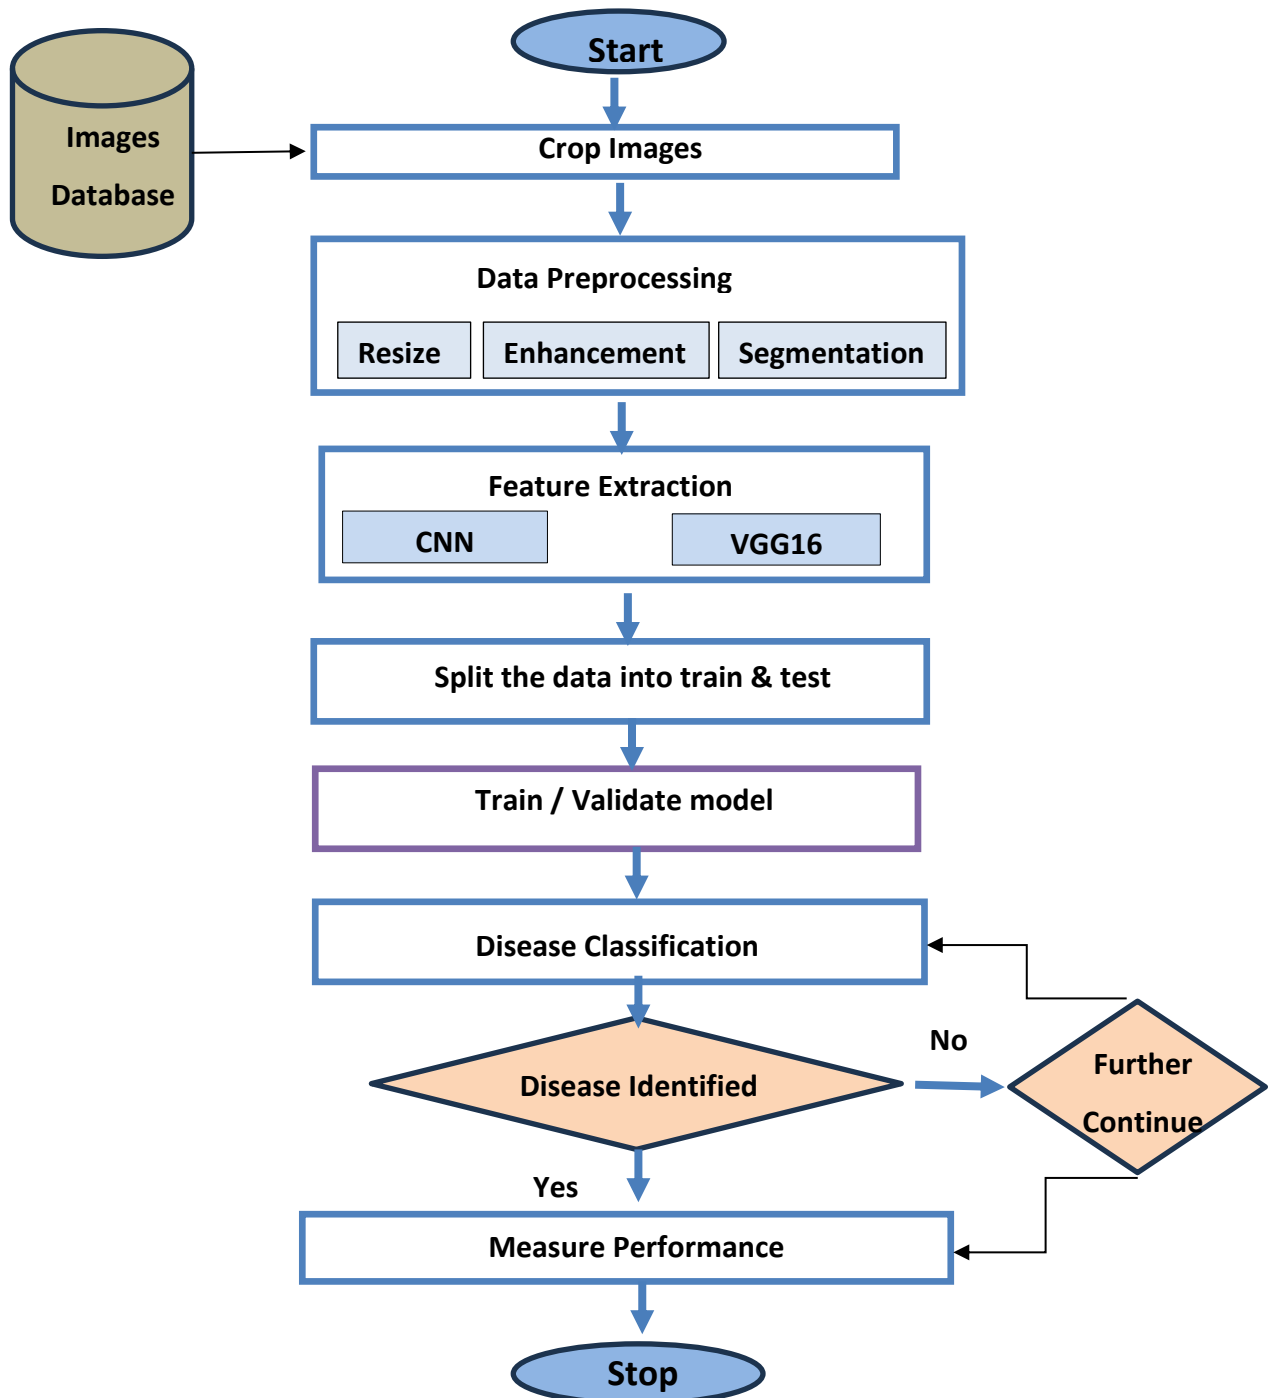 Start
Images
Database
Crop Images
Data Preprocessing
Resize
Enhancement
Segmentation
Feature Extraction
CNN
VGG16
Split the data into train & test
Train / Validate model
Disease Classification
No
Disease Identified
Further
Continue
Yes
Measure Performance
Stop